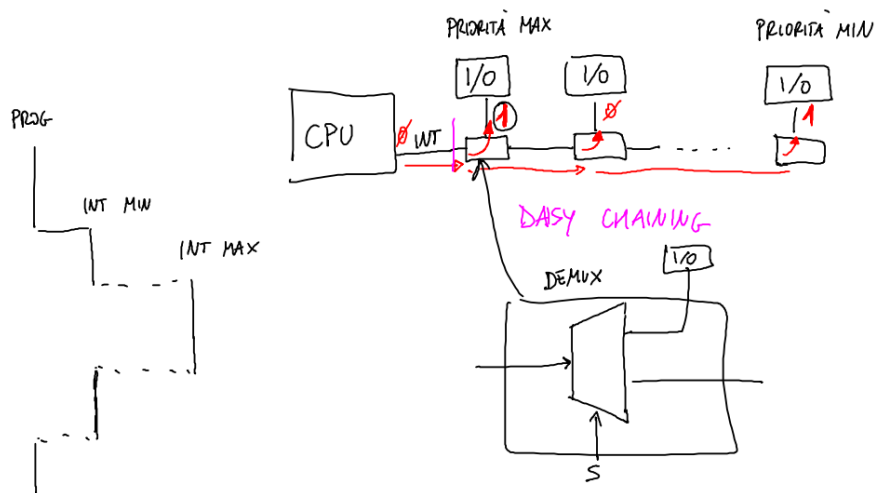 PRIORITÀ MAX
PRIORITÀ MIN
I/O
I/O
I/O
PROG
CPU
Ø
INT
1
Ø
1
INT MIN
INT MAX
DAISY CHAINING
I/O
DEMUX
S